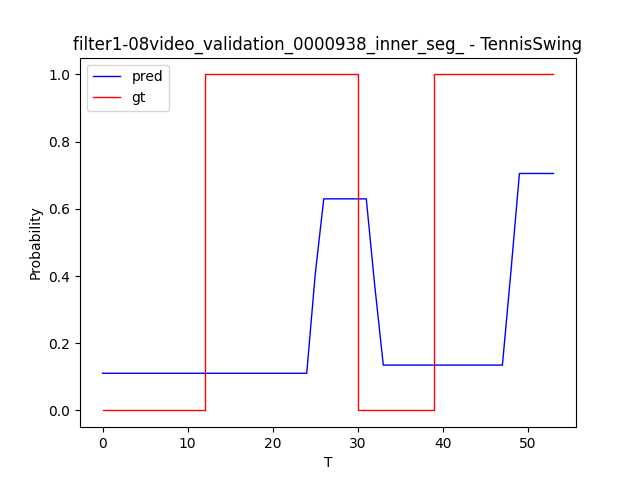 filter1-08video_validation_0000938_inner_seg_ - TennisSwing
pred
gt
1.0
0.8
0.6
0.4
0.2
0.0
Probability
0 10 20 30 40 50
T